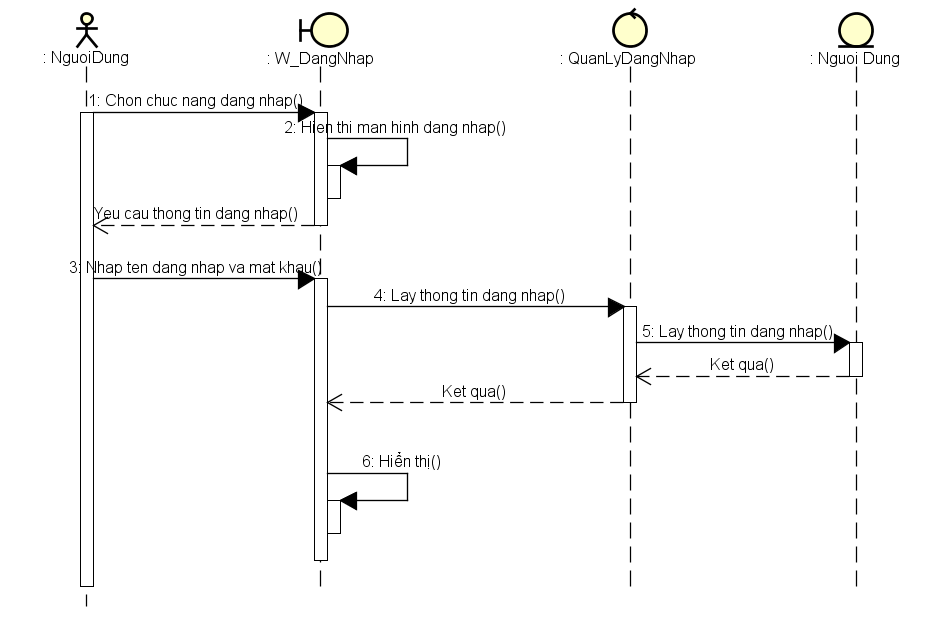 : NguoiDung
: W_DangNhap
: QuanLyDangNhap
: Nguoi Dung
1: Chon chuc nang dang nhap()
2: Hien thi man hinh dang nhap()
Yeu cau thong tin dang nhap()
3: Nhap ten dang nhap va mat khau()
4: Lay thong tin dang nhap()
5: Lay thong tin dang nhap()
Ket qua()
Ket qua()
6: Hiển thị()